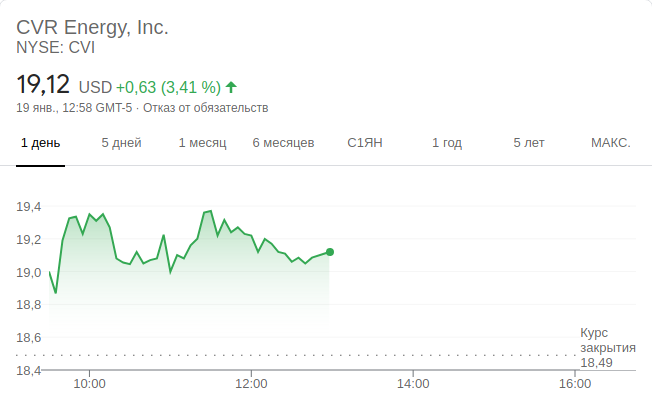 CVR Energy, Inc.
NYSE: CVI
19,12 USD +0,63 (3,41 %)
19 янв., 12:58 GMT-5 · Отказ от обязательств
1 день 5 дней 1 месяц 6 месяцев С1ЯН 1 год 5 лет МАКС.
19,4
19,2
19,0
18,8
18,6
18,4
Курс
закрытия
18,49
10:00 12:00 14:00 16:00